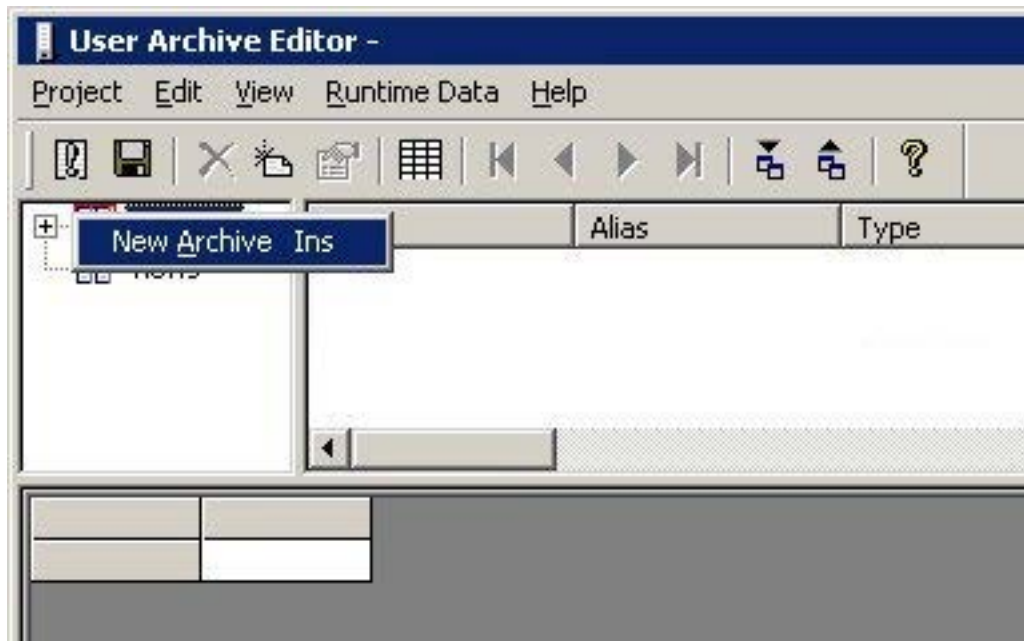 User Archive Editor -
Project Edit View Runtime Data Help
Alias Type
New Archive Ins